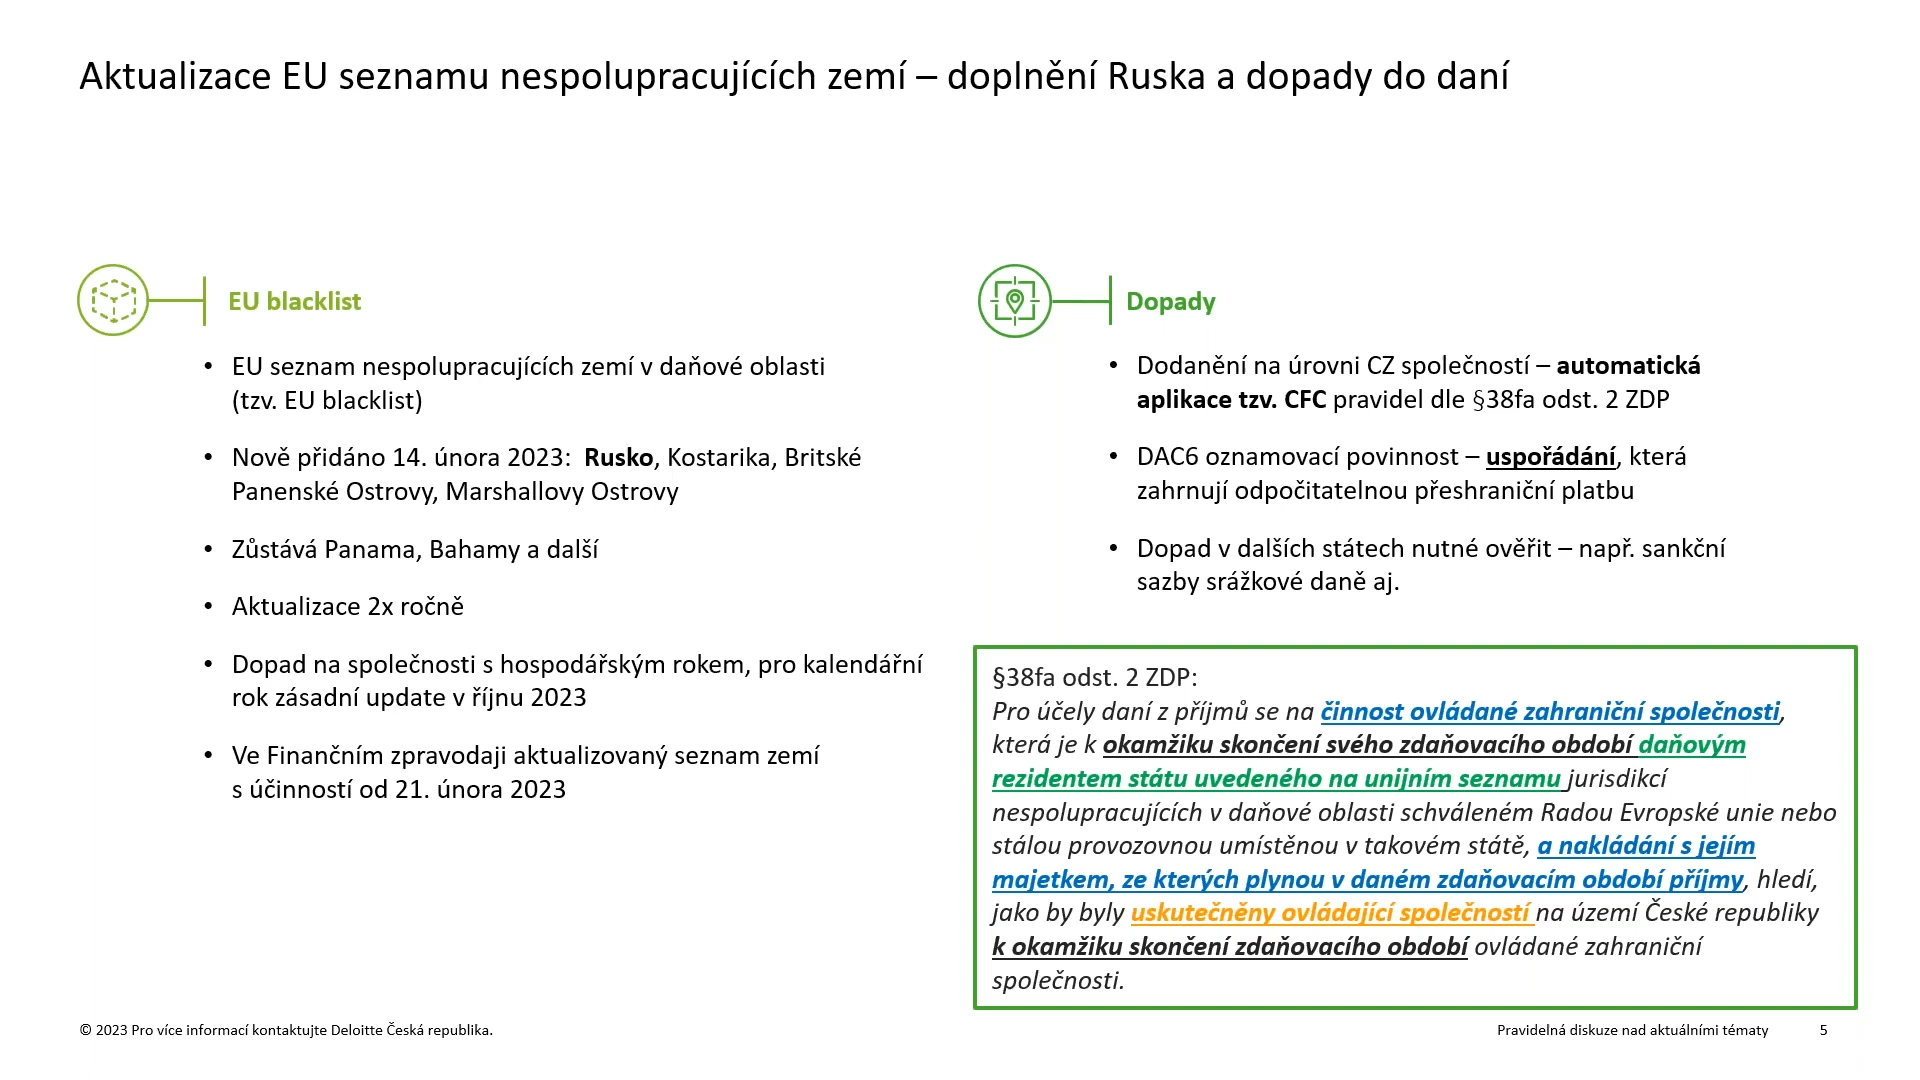 Aktualizace EU seznamu nespolupracujících zemí – doplnění Ruska a dopady do daní
EU blacklist
• EU seznam nespolupracujících zemí v daňové oblasti
(tzv. EU blacklist)
• Nově přidáno 14. února 2023:  Rusko, Kostarika, Britské
Panenské Ostrovy, Marshallovy Ostrovy
• Zůstává Panama, Bahamy a další
• Aktualizace 2x ročně
• Dopad na společnosti s hospodářským rokem, pro kalendářní
rok zásadní update v říjnu 2023
• Ve Finančním zpravodaji aktualizovaný seznam zemí
s účinností od 21. února 2023
Dopady
• Dodanění na úrovni CZ společností – automatická
aplikace tzv. CFC pravidel dle §38fa odst. 2 ZDP
• DAC6 oznamovací povinnost – uspořádání, která
zahrnují odpočitatelnou přeshraniční platbu
• Dopad v dalších státech nutné ověřit – např. sankční
sazby srážkové daně aj.
§38fa odst. 2 ZDP:
Pro účely daní z příjmů se na činnost ovládané zahraniční společnosti,
která je k okamžiku skončení svého zdaňovacího období daňovým
rezidentem státu uvedeného na unijním seznamu jurisdikcí
nespolupracujících v daňové oblasti schváleném Radou Evropské unie nebo
stálou provozovnou umístěnou v takovém státě, a nakládání s jejím
majetkem, ze kterých plynou v daném zdaňovacím období příjmy, hledí,
jako by byly uskutečněny ovládající společností na území České republiky
k okamžiku skončení zdaňovacího období ovládané zahraniční
společnosti.
© 2023 Pro více informací kontaktujte Deloitte Česká republika.
Pravidelná diskuze nad aktuálními tématy 5